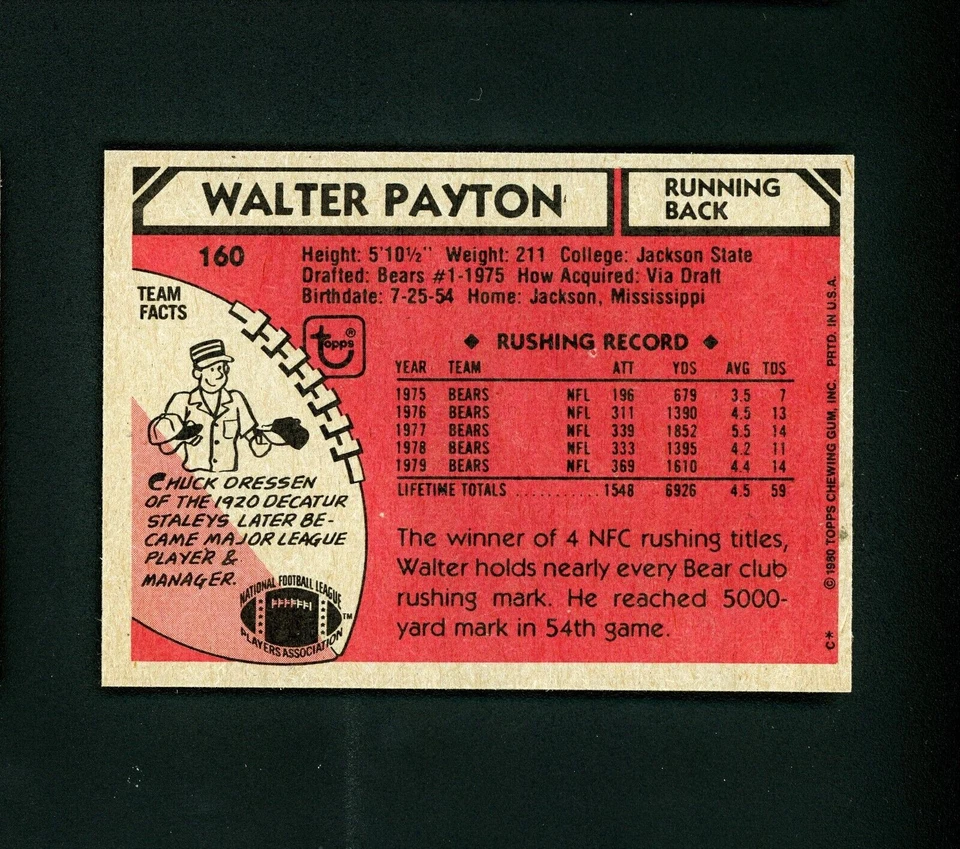 WALTER PAYTON
RUNNING
BACK
160
Height: 5'10½" Weight: 211 College: Jackson State
Drafted: Bears #1-1975 How Acquired: Via Draft
Birthdate: 7-25-54 Home: Jackson, Mississippi
TEAM
FACTS
topps®
◆ RUSHING RECORD ◆
YEAR TEAM ATT YDS AVG TDS
1975 BEARS NFL 196 679 3.5 7
1976 BEARS NFL 311 1390 4.5 13
1977 BEARS NFL 339 1852 5.5 14
1978 BEARS NFL 333 1395 4.2 11
1979 BEARS NFL 369 1610 4.4 14
LIFETIME TOTALS .......... 1548 6926 4.5 59
CHUCK DRESSEN
OF THE 1920 DECATUR
STALEYS LATER BE-
CAME MAJOR LEAGUE
PLAYER &
MANAGER.
NATIONAL FOOTBALL LEAGUE
PLAYERS ASSOCIATION
TM
The winner of 4 NFC rushing titles,
Walter holds nearly every Bear club
rushing mark. He reached 5000-
yard mark in 54th game.
C* © 1980 TOPPS CHEWING GUM, INC. PRTD. IN U.S.A.